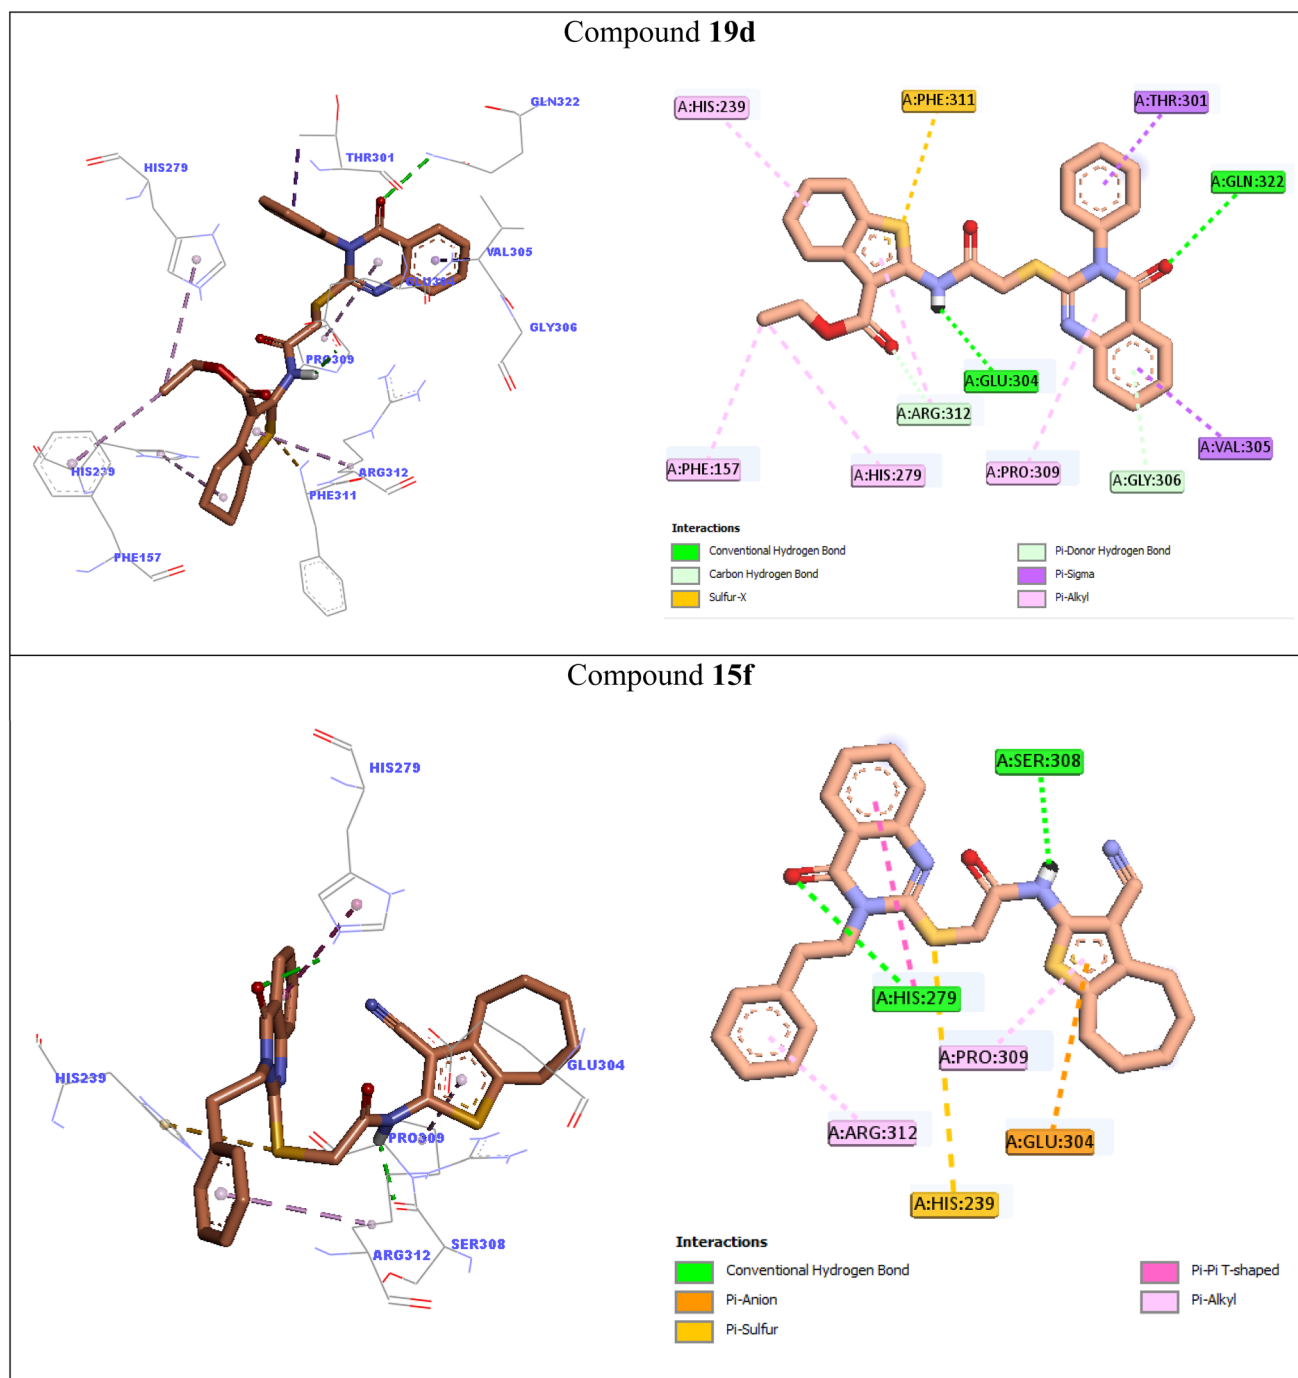 Compound 19d
GLN322
THR301
HIS279
VAL305
GLU304
GLY306
PRO309
HIS239
ARG312
PHE311
PHE157
A:HIS:239
A:PHE:311
A:THR:301
A:GLN:322
A:GLU:304
A:ARG:312
A:VAL:305
A:PHE:157
A:HIS:279
A:PRO:309
A:GLY:306
Interactions
Conventional Hydrogen Bond
Carbon Hydrogen Bond
Sulfur-X
Pi-Donor Hydrogen Bond
Pi-Sigma
Pi-Alkyl
Compound 15f
HIS279
HIS239
GLU304
PRO309
ARG312
SER308
A:SER:308
A:HIS:279
A:PRO:309
A:ARG:312
A:GLU:304
A:HIS:239
Interactions
Conventional Hydrogen Bond
Pi-Anion
Pi-Sulfur
Pi-Pi T-shaped
Pi-Alkyl